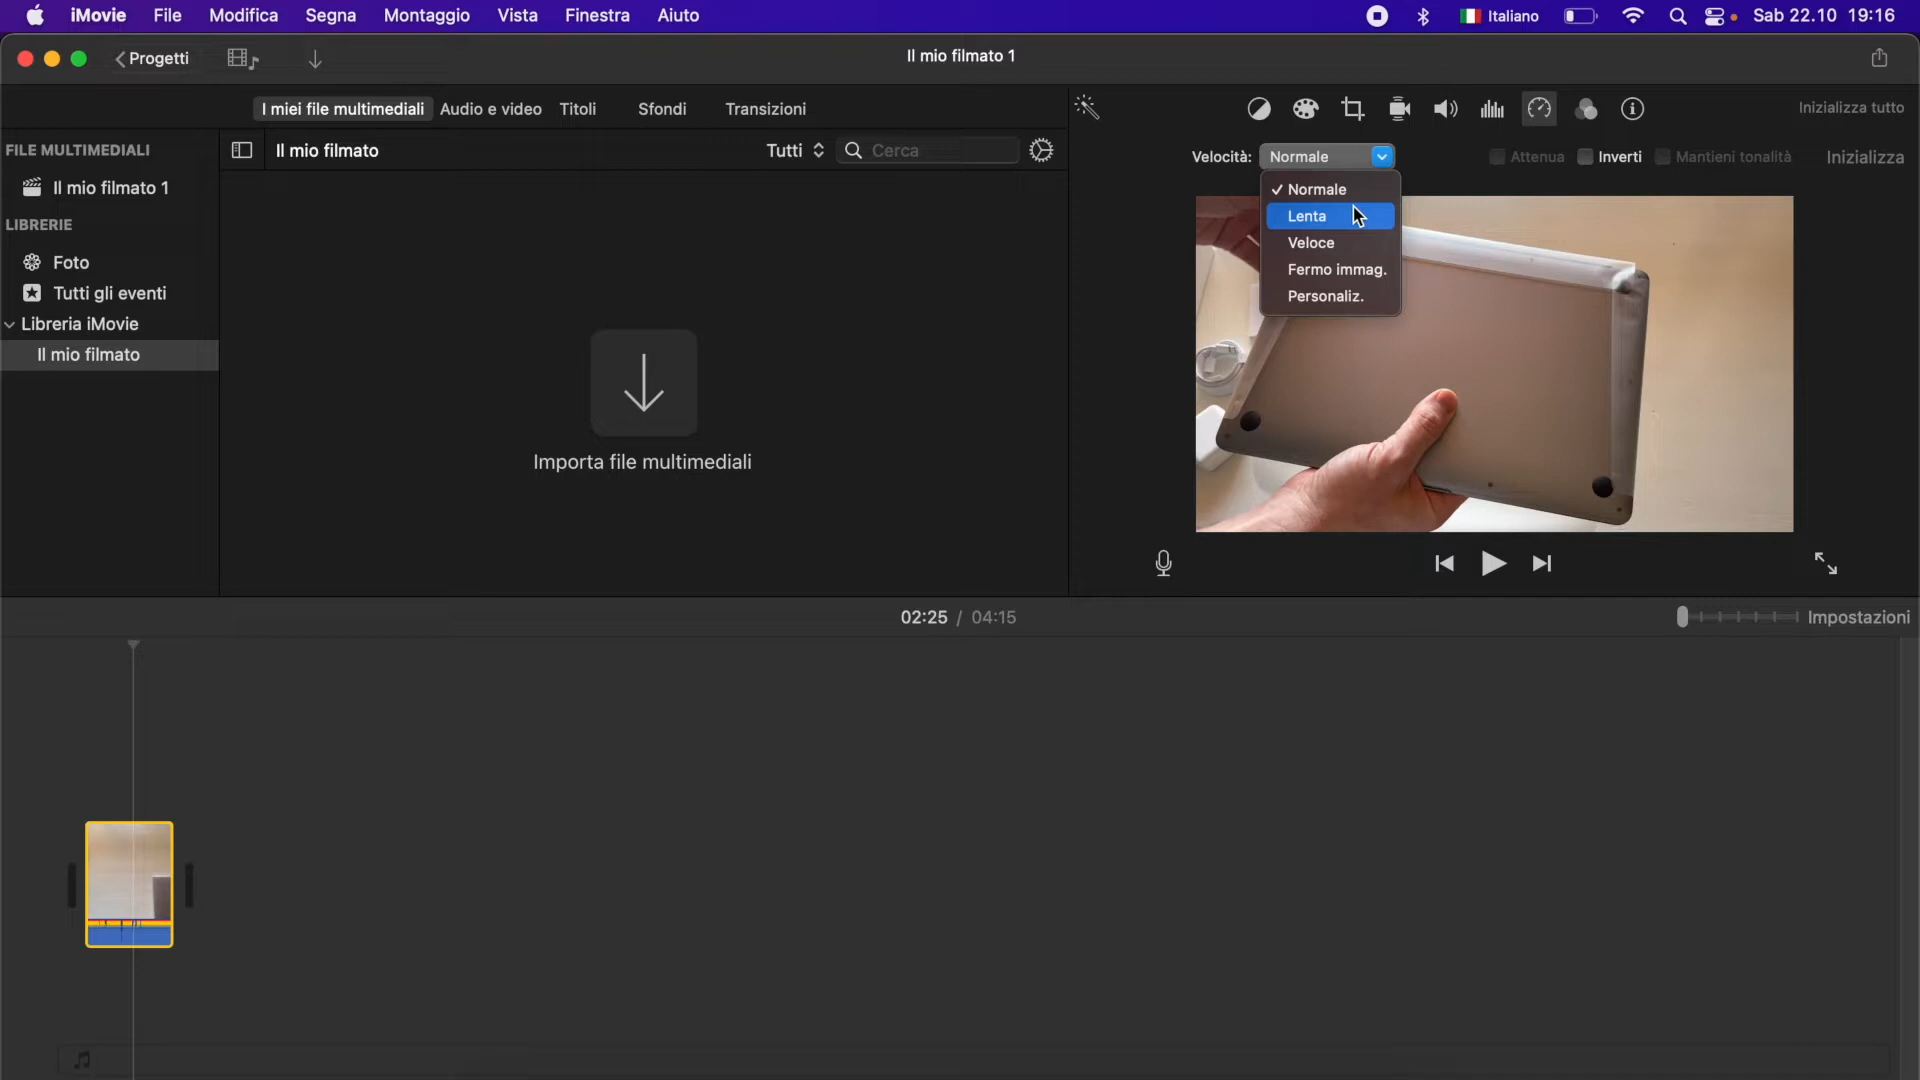 iMovie File Modifica Segna Montaggio Vista Finestra Aiuto Italiano Sab 22.10 19:16
Progetti Il mio filmato 1
I miei file multimediali Audio e video Titoli Sfondi Transizioni Inizializza tutto
FILE MULTIMEDIALI Il mio filmato Tutti Cerca Velocità: Normale Attenua Inverti Mantieni tonalità Inizializza
Il mio filmato 1 Normale
LIBRERIE Lenta
Veloce
Foto Fermo immag.
Tutti gli eventi Personaliz.
Libreria iMovie
Il mio filmato
Importa file multimediali
02:25 / 04:15 Impostazioni